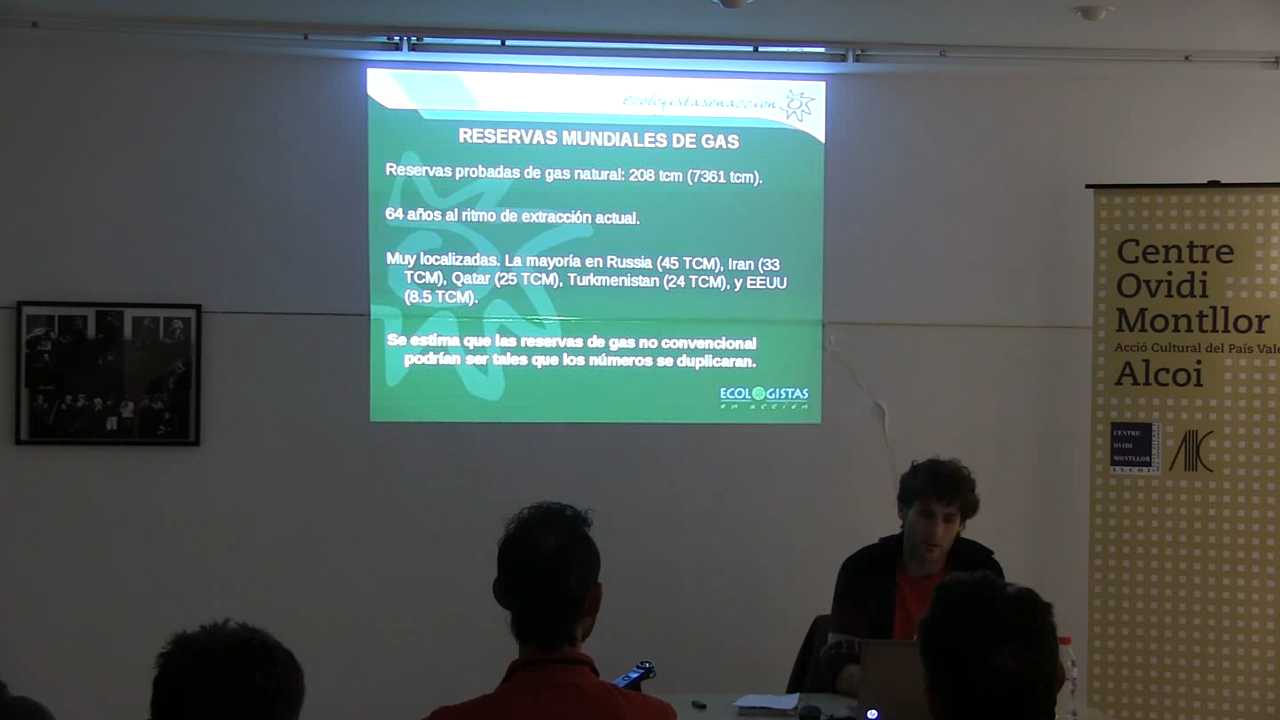 ecologistasenacción
RESERVAS MUNDIALES DE GAS
Reservas probadas de gas natural: 208 tcm (7361 tcm).
64 años al ritmo de extracción actual.
Muy localizadas. La mayoría en Russia (45 TCM), Iran (33
TCM), Qatar (25 TCM), Turkmenistan (24 TCM), y EEUU
(8.5 TCM).
Se estima que las reservas de gas no convencional
podrían ser tales que los números se duplicaran.
ECOLOGISTAS
en acción
Centre
Ovidi
Montllor
Acció Cultural del País Vale
Alcoi
CENTRE
OVIDI
MONTLLOR
ALCOI
hp